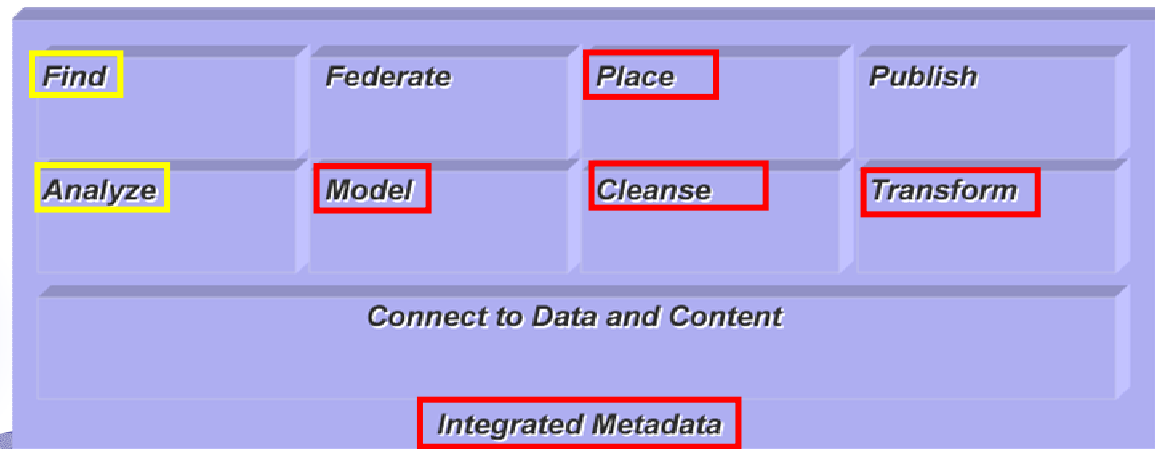 Find Federate Place Publish
Analyze Model Cleanse Transform
Connect to Data and Content
Integrated Metadata